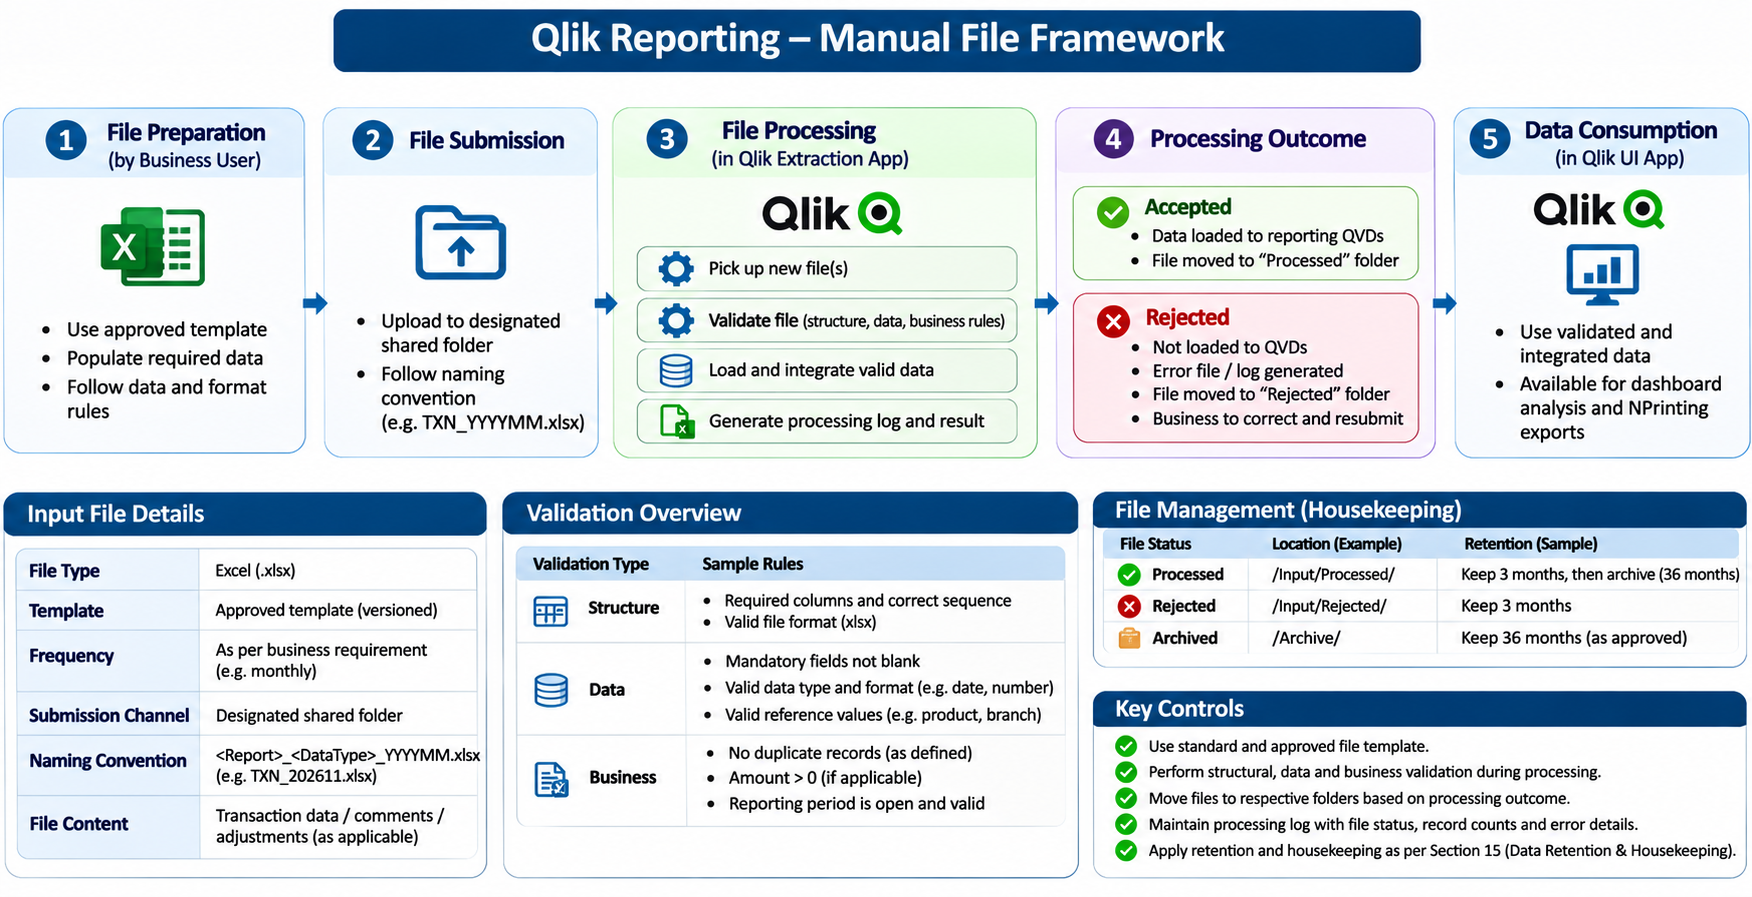 Qlik Reporting – Manual File Framework
1
File Preparation
(by Business User)
X
• Use approved template
• Populate required data
• Follow data and format
rules
2
File Submission
• Upload to designated
shared folder
• Follow naming
convention
(e.g. TXN_YYYYMM.xlsx)
3
File Processing
(in Qlik Extraction App)
Qlik
Pick up new file(s)
Validate file (structure, data, business rules)
Load and integrate valid data
Generate processing log and result
4
Processing Outcome
Accepted
• Data loaded to reporting QVDs
• File moved to “Processed” folder
Rejected
• Not loaded to QVDs
• Error file / log generated
• File moved to “Rejected” folder
• Business to correct and resubmit
5
Data Consumption
(in Qlik UI App)
Qlik
• Use validated and
integrated data
• Available for dashboard
analysis and NPrinting
exports
Input File Details
File Type
Excel (.xlsx)
Template
Approved template (versioned)
Frequency
As per business requirement
(e.g. monthly)
Submission Channel
Designated shared folder
Naming Convention
<Report>_<DataType>_YYYYMM.xlsx
(e.g. TXN_202611.xlsx)
File Content
Transaction data / comments /
adjustments (as applicable)
Validation Overview
Validation Type
Sample Rules
Structure
• Required columns and correct sequence
• Valid file format (xlsx)
Data
• Mandatory fields not blank
• Valid data type and format (e.g. date, number)
• Valid reference values (e.g. product, branch)
Business
• No duplicate records (as defined)
• Amount > 0 (if applicable)
• Reporting period is open and valid
File Management (Housekeeping)
File Status
Location (Example)
Retention (Sample)
Processed
/Input/Processed/
Keep 3 months, then archive (36 months)
Rejected
/Input/Rejected/
Keep 3 months
Archived
/Archive/
Keep 36 months (as approved)
Key Controls
Use standard and approved file template.
Perform structural, data and business validation during processing.
Move files to respective folders based on processing outcome.
Maintain processing log with file status, record counts and error details.
Apply retention and housekeeping as per Section 15 (Data Retention & Housekeeping).